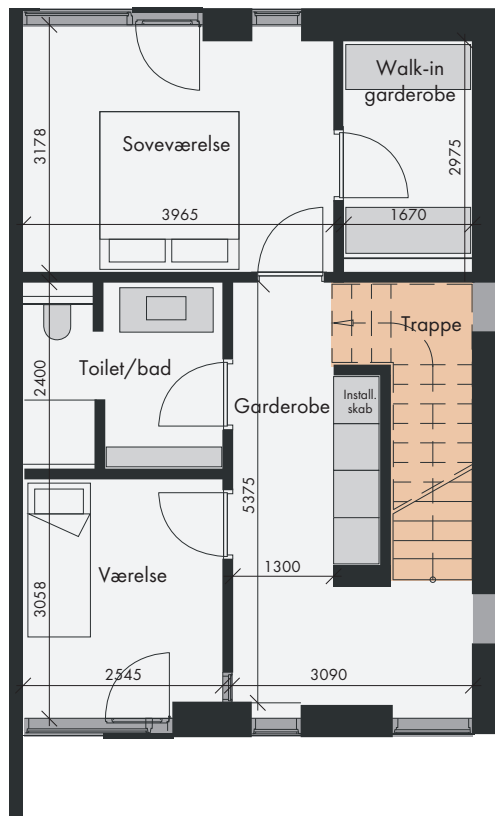 Walk-in
garderobe
Soveværelse
3178
2975
3965
1670
Trappe
Toilet/bad
2400
Garderobe
Install.
skab
5375
Værelse
1300
3058
2545
3090